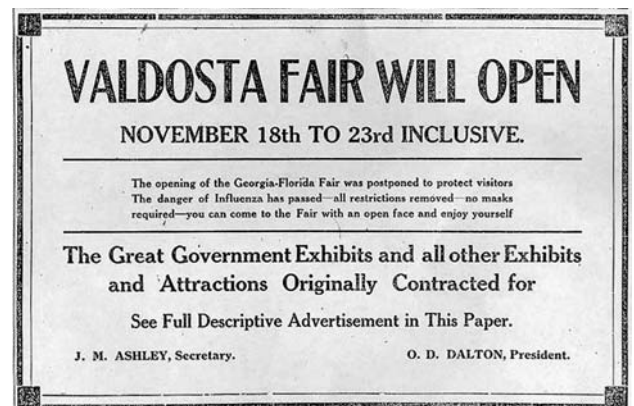 VALDOSTA FAIR WILL OPEN
NOVEMBER 18th TO 23rd INCLUSIVE.
The opening of the Georgia-Florida Fair was postponed to protect visitors
The danger of Influenza has passed—all restrictions removed—no masks
required—you can come to the Fair with an open face and enjoy yourself
The Great Government Exhibits and all other Exhibits
and Attractions Originally Contracted for
See Full Descriptive Advertisement in This Paper.
J. M. ASHLEY, Secretary.
O. D. DALTON, President.